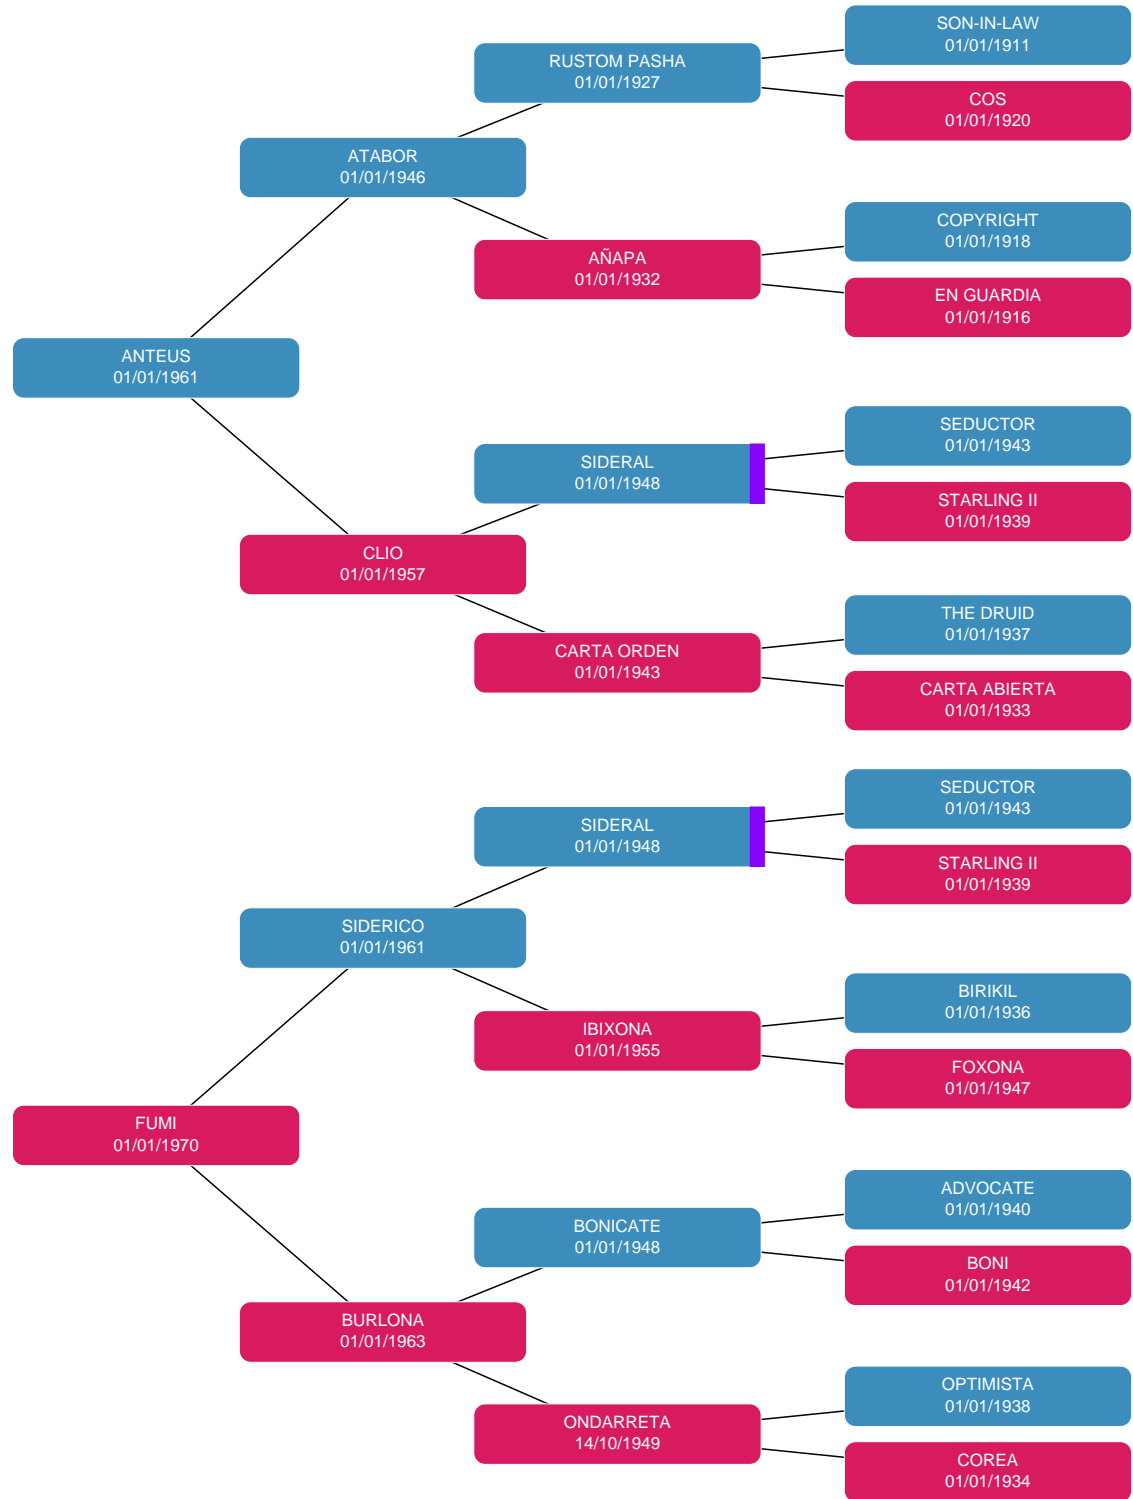 SON-IN-LAW
01/01/1911
RUSTOM PASHA
01/01/1927
COS
01/01/1920
ATABOR
01/01/1946
COPYRIGHT
01/01/1918
AÑAPA
01/01/1932
EN GUARDIA
01/01/1916
ANTEUS
01/01/1961
SEDUCTOR
01/01/1943
SIDERAL
01/01/1948
STARLING II
01/01/1939
CLIO
01/01/1957
THE DRUID
01/01/1937
CARTA ORDEN
01/01/1943
CARTA ABIERTA
01/01/1933
SEDUCTOR
01/01/1943
SIDERAL
01/01/1948
STARLING II
01/01/1939
SIDERICO
01/01/1961
BIRIKIL
01/01/1936
IBIXONA
01/01/1955
FOXONA
01/01/1947
FUMI
01/01/1970
ADVOCATE
01/01/1940
BONICATE
01/01/1948
BONI
01/01/1942
BURLONA
01/01/1963
OPTIMISTA
01/01/1938
ONDARRETA
14/10/1949
COREA
01/01/1934